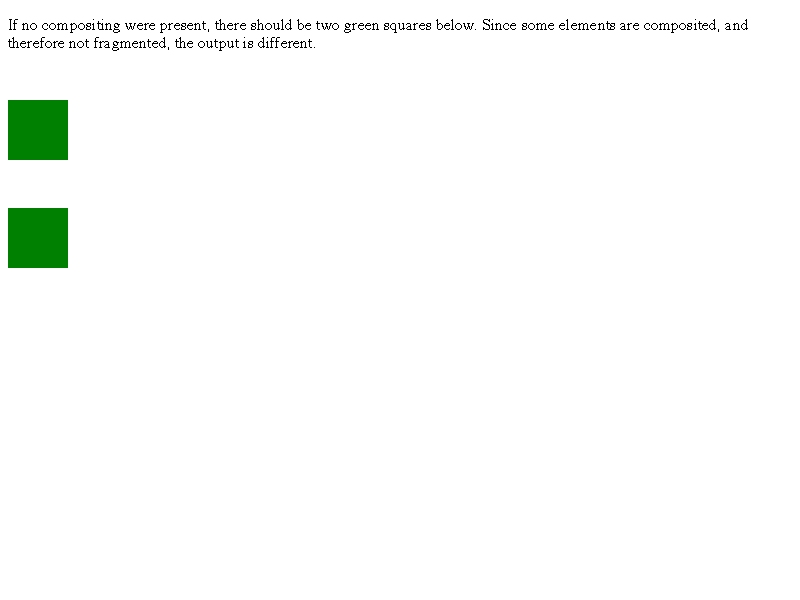 If no compositing were present, there should be two green squares below. Since some elements are composited, and
therefore not fragmented, the output is different.